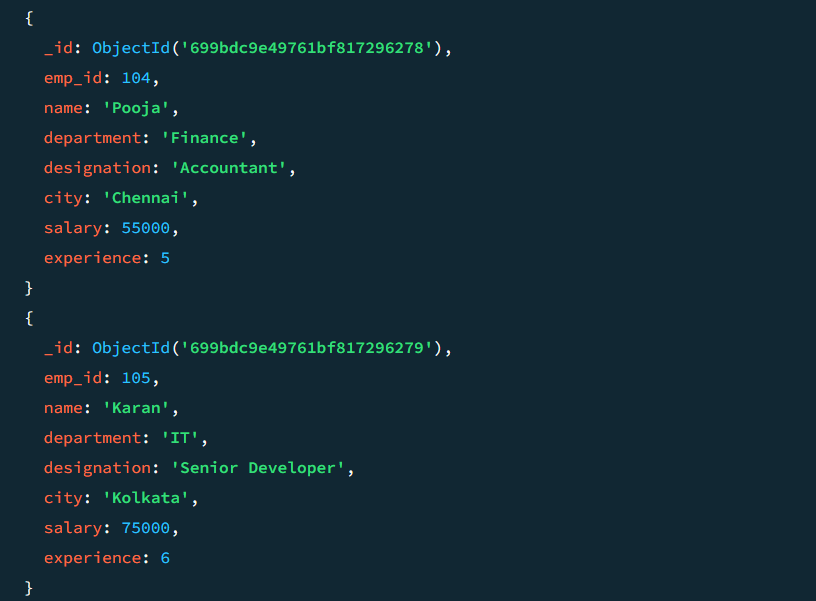 {
_id: ObjectId('699bdc9e49761bf817296278'),
emp_id: 104,
name: 'Pooja',
department: 'Finance',
designation: 'Accountant',
city: 'Chennai',
salary: 55000,
experience: 5
}
{
_id: ObjectId('699bdc9e49761bf817296279'),
emp_id: 105,
name: 'Karan',
department: 'IT',
designation: 'Senior Developer',
city: 'Kolkata',
salary: 75000,
experience: 6
}